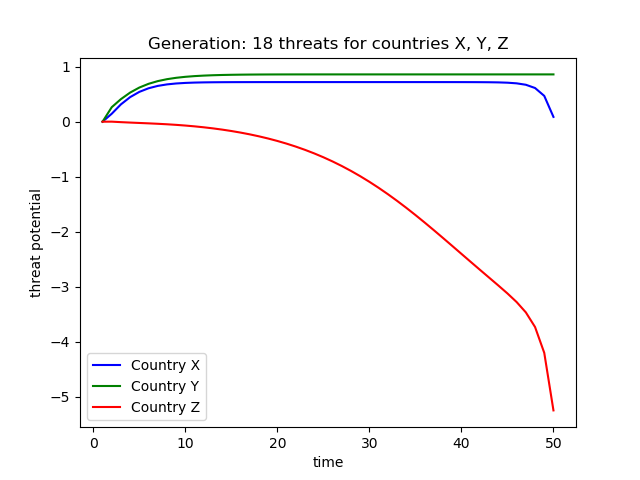 Generation: 18 threats for countries X, Y, Z
threat potential
1
0
−1
−2
−3
−4
−5
Country X
Country Y
Country Z
0 10 20 30 40 50
time